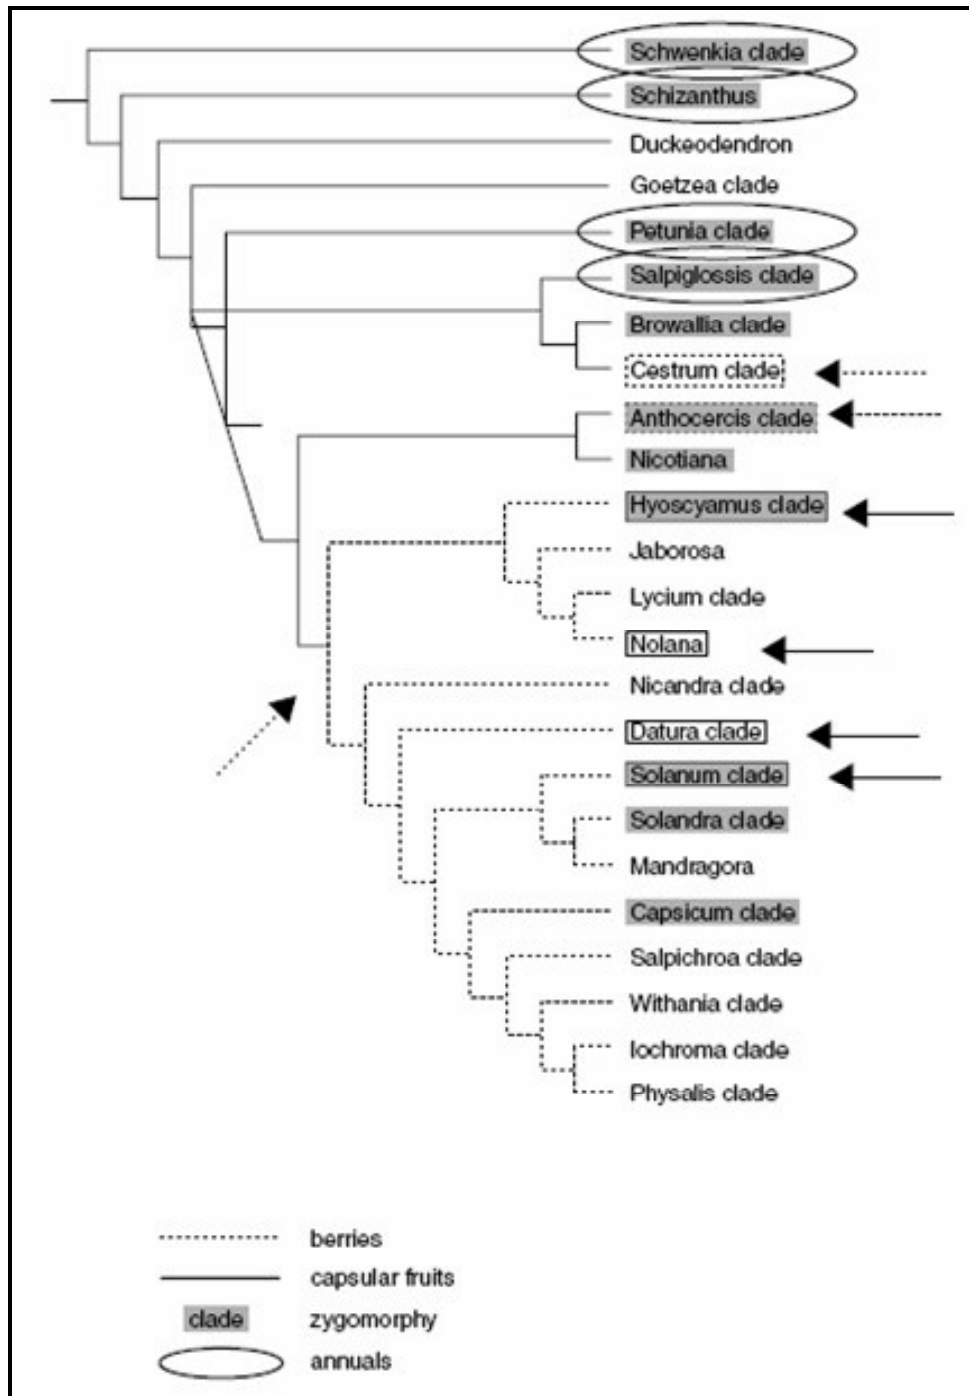 Schwenkia clade
Schizanthus
Duckeodendron
Goetzea clade
Petunia clade
Salpiglossis clade
Browallia clade
Cestrum clade
Anthocercis clade
Nicotiana
Hyoscyamus clade
Jaborosa
Lycium clade
Nolana
Nicandra clade
Datura clade
Solanum clade
Solandra clade
Mandragora
Capsicum clade
Salpichroa clade
Withania clade
Iochroma clade
Physalis clade
berries
capsular fruits
clade zygomorphy
annuals